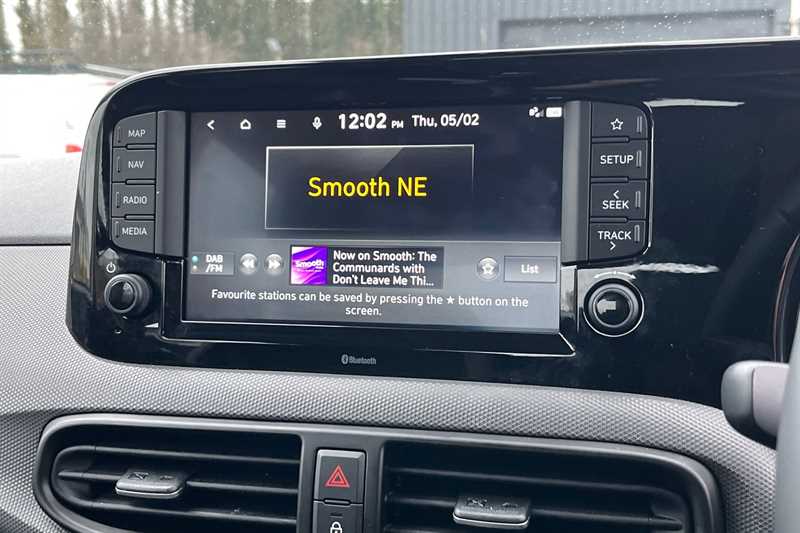 MAP
NAV
RADIO
MEDIA
12:02 PM Thu, 05/02
Smooth NE
DAB
/FM
Smooth
Now on Smooth: The
Communards with
Don't Leave Me Thi...
List
Favourite stations can be saved by pressing the ★ button on the
screen.
SETUP
SEEK
TRACK
Bluetooth